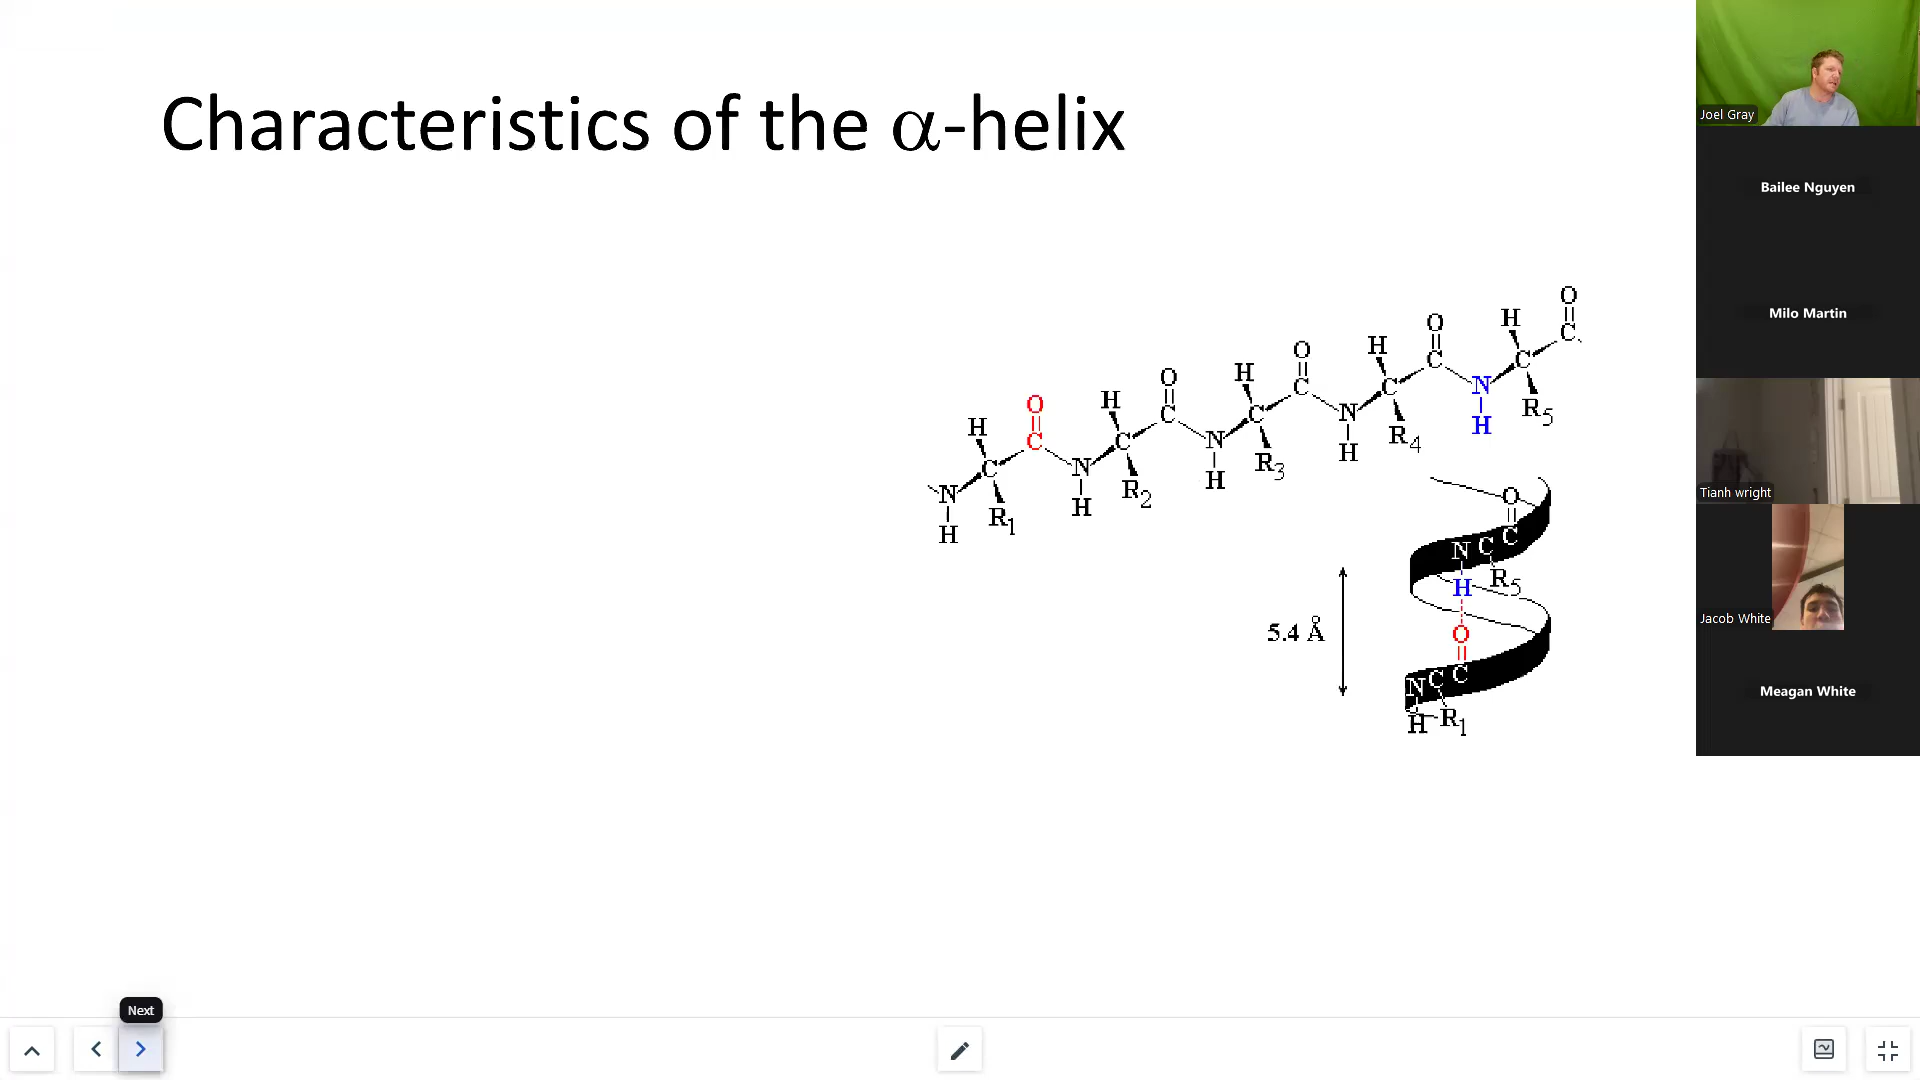 Characteristics of the α-helix
Joel Gray
Bailee Nguyen
Milo Martin
Tianh wright
Jacob White
Meagan White
O
H
C
O
H
C
N
R5
H
O
H
C
N
C
R4
H
O
H
C
N
C
R3
H
O
H
C
N
C
R2
H
N
C
R1
H
O
C
N C
H
R5
5.4 Å
O
C
N C
H
R1
Next